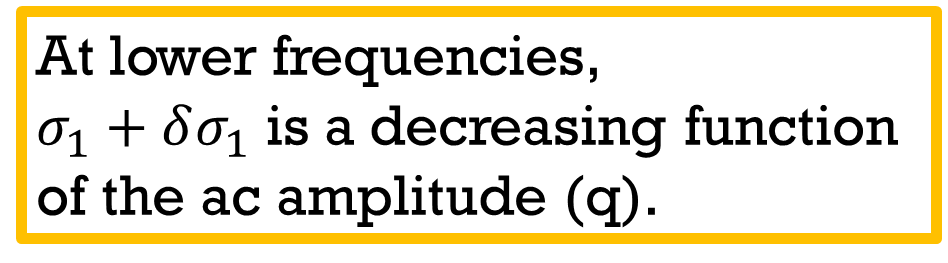 At lower frequencies,
𝜎₁ + 𝛿𝜎₁ is a decreasing function
of the ac amplitude (q).